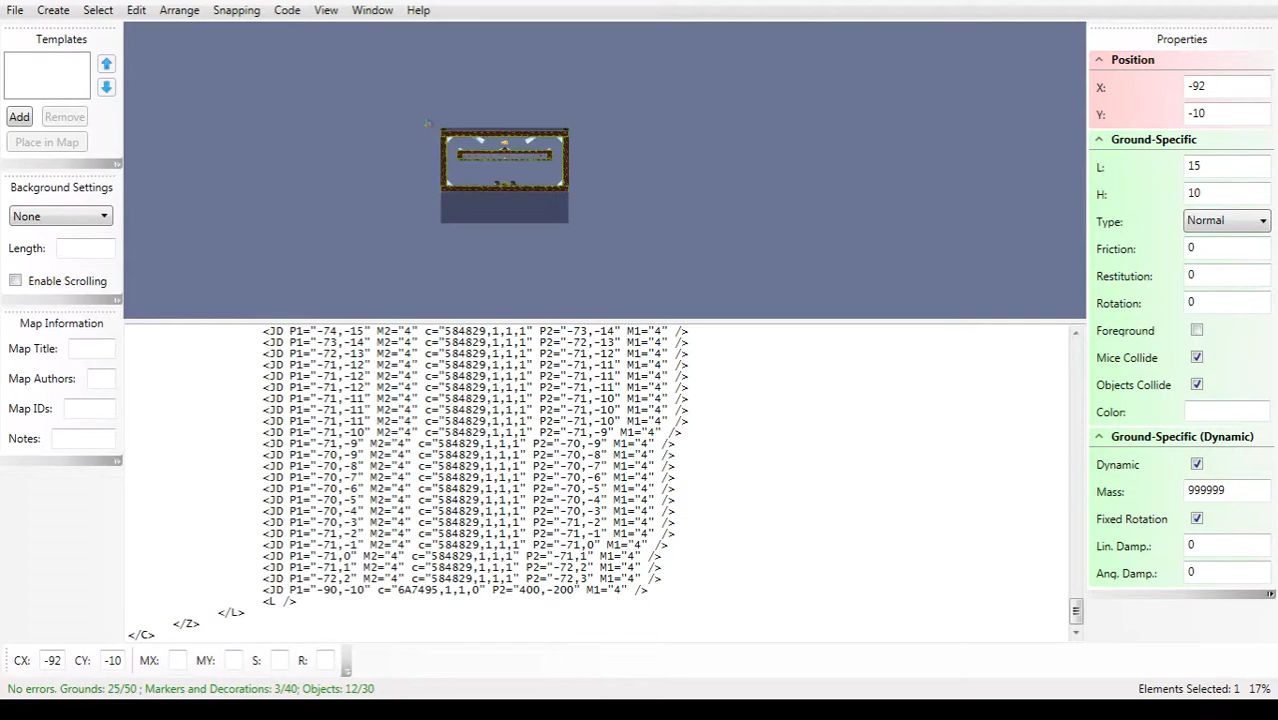 File Create Select Arrange Snapping Code View Window Help
Templates
Add Remove
Place in Map
Background Settings
None
Length:
Enable Scrolling
Map Information
Map Title:
Map Authors:
Map IDs:
Notes:
<JD P1="-74,-15" M2="4" c="584829,1,1,1" P2="-73,-14" M1="4" />
<JD P1="-73,-14" M2="4" c="584829,1,1,1" P2="-72,-13" M1="4" />
<JD P1="-72,-13" M2="4" c="584829,1,1,1" P2="-71,-12" M1="4" />
<JD P1="-71,-12" M2="4" c="584829,1,1,1" P2="-71,-11" M1="4" />
<JD P1="-71,-12" M2="4" c="584829,1,1,1" P2="-71,-11" M1="4" />
<JD P1="-71,-12" M2="4" c="584829,1,1,1" P2="-71,-11" M1="4" />
<JD P1="-71,-11" M2="4" c="584829,1,1,1" P2="-71,-10" M1="4" />
<JD P1="-71,-11" M2="4" c="584829,1,1,1" P2="-71,-10" M1="4" />
<JD P1="-71,-11" M2="4" c="584829,1,1,1" P2="-71,-10" M1="4" />
<JD P1="-71,-10" M2="4" c="584829,1,1,1" P2="-71,-9" M1="4" />
<JD P1="-71,-9" M2="4" c="584829,1,1,1" P2="-70,-9" M1="4" />
<JD P1="-70,-9" M2="4" c="584829,1,1,1" P2="-70,-8" M1="4" />
<JD P1="-70,-8" M2="4" c="584829,1,1,1" P2="-70,-7" M1="4" />
<JD P1="-70,-7" M2="4" c="584829,1,1,1" P2="-70,-6" M1="4" />
<JD P1="-70,-6" M2="4" c="584829,1,1,1" P2="-70,-5" M1="4" />
<JD P1="-70,-5" M2="4" c="584829,1,1,1" P2="-70,-4" M1="4" />
<JD P1="-70,-4" M2="4" c="584829,1,1,1" P2="-70,-3" M1="4" />
<JD P1="-70,-3" M2="4" c="584829,1,1,1" P2="-71,-2" M1="4" />
<JD P1="-71,-2" M2="4" c="584829,1,1,1" P2="-71,-1" M1="4" />
<JD P1="-71,-1" M2="4" c="584829,1,1,1" P2="-71,0" M1="4" />
<JD P1="-71,0" M2="4" c="584829,1,1,1" P2="-71,1" M1="4" />
<JD P1="-71,1" M2="4" c="584829,1,1,1" P2="-72,2" M1="4" />
<JD P1="-72,2" M2="4" c="584829,1,1,1" P2="-72,3" M1="4" />
<JD P1="-90,-10" c="6A7495,1,1,0" P2="400,-200" M1="4" />
<L />
</L>
</Z>
</C>
Properties
Position
X: -92
Y: -10
Ground-Specific
L: 15
H: 10
Type: Normal
Friction: 0
Restitution: 0
Rotation: 0
Foreground
Mice Collide
Objects Collide
Color:
Ground-Specific (Dynamic)
Dynamic
Mass: 999999
Fixed Rotation
Lin. Damp.: 0
Ang. Damp.: 0
CX: -92 CY: -10 MX: MY: S: R:
No errors. Grounds: 25/50 ; Markers and Decorations: 3/40; Objects: 12/30
Elements Selected: 1 17%